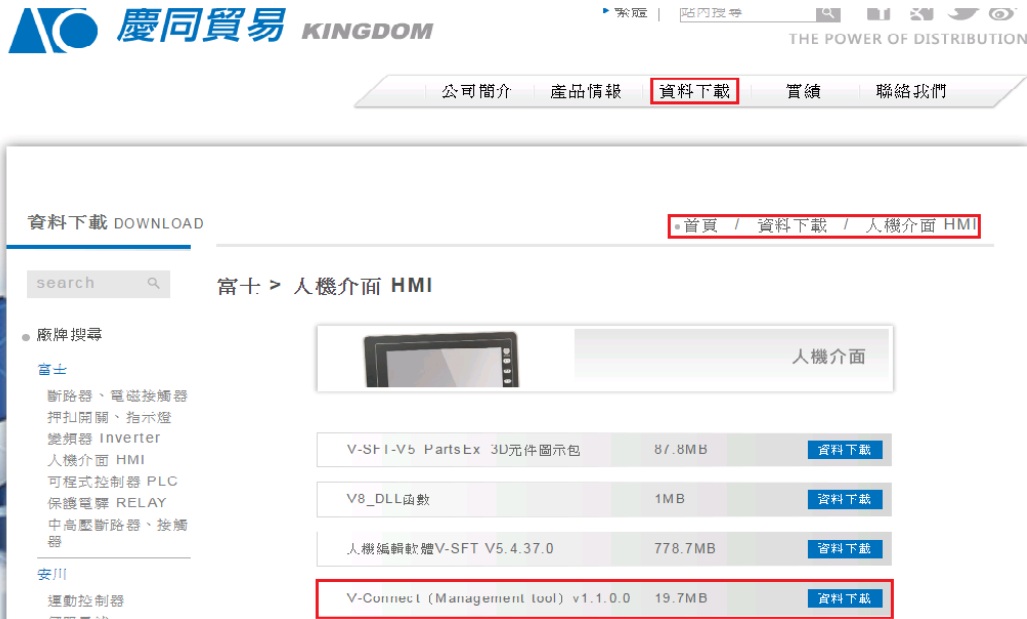 慶同貿易 KINGDOM
繁體 | 站內搜尋
THE POWER OF DISTRIBUTION
公司簡介 產品情報 資料下載 實績 聯絡我們
資料下載 DOWNLOAD
首頁 / 資料下載 / 人機介面 HMI
search
富士 > 人機介面 HMI
廠牌搜尋
人機介面
富士
斷路器、電磁接觸器
押扣開關、指示燈
變頻器 Inverter
人機介面 HMI
可程式控制器 PLC
保護電驛 RELAY
中高壓斷路器、接觸
器
安川
運動控制器
V-SFT-V5 PartsEx 3D元件圖示包 87.8MB 資料下載
V8_DLL函數 1MB 資料下載
人機編輯軟體V-SFT V5.4.37.0 778.7MB 資料下載
V-Connect (Management tool) v1.1.0.0 19.7MB 資料下載